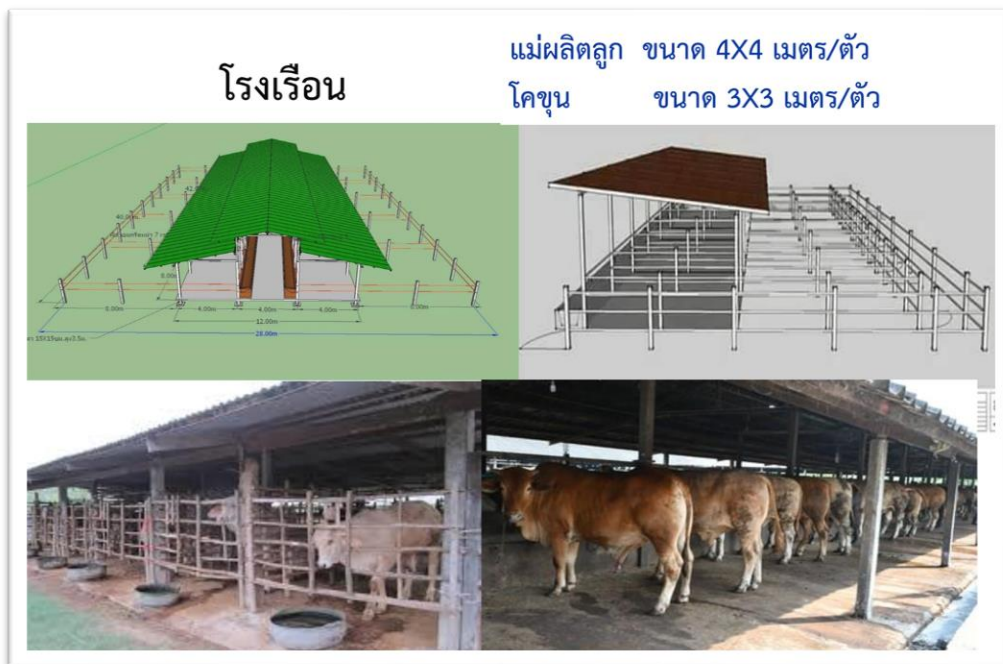 โรงเรือน
แม่ผลิตลูก ขนาด 4X4 เมตร/ตัว
โคขุน ขนาด 3X3 เมตร/ตัว
4.00m
4.00m
4.00m
12.00m
28.00m